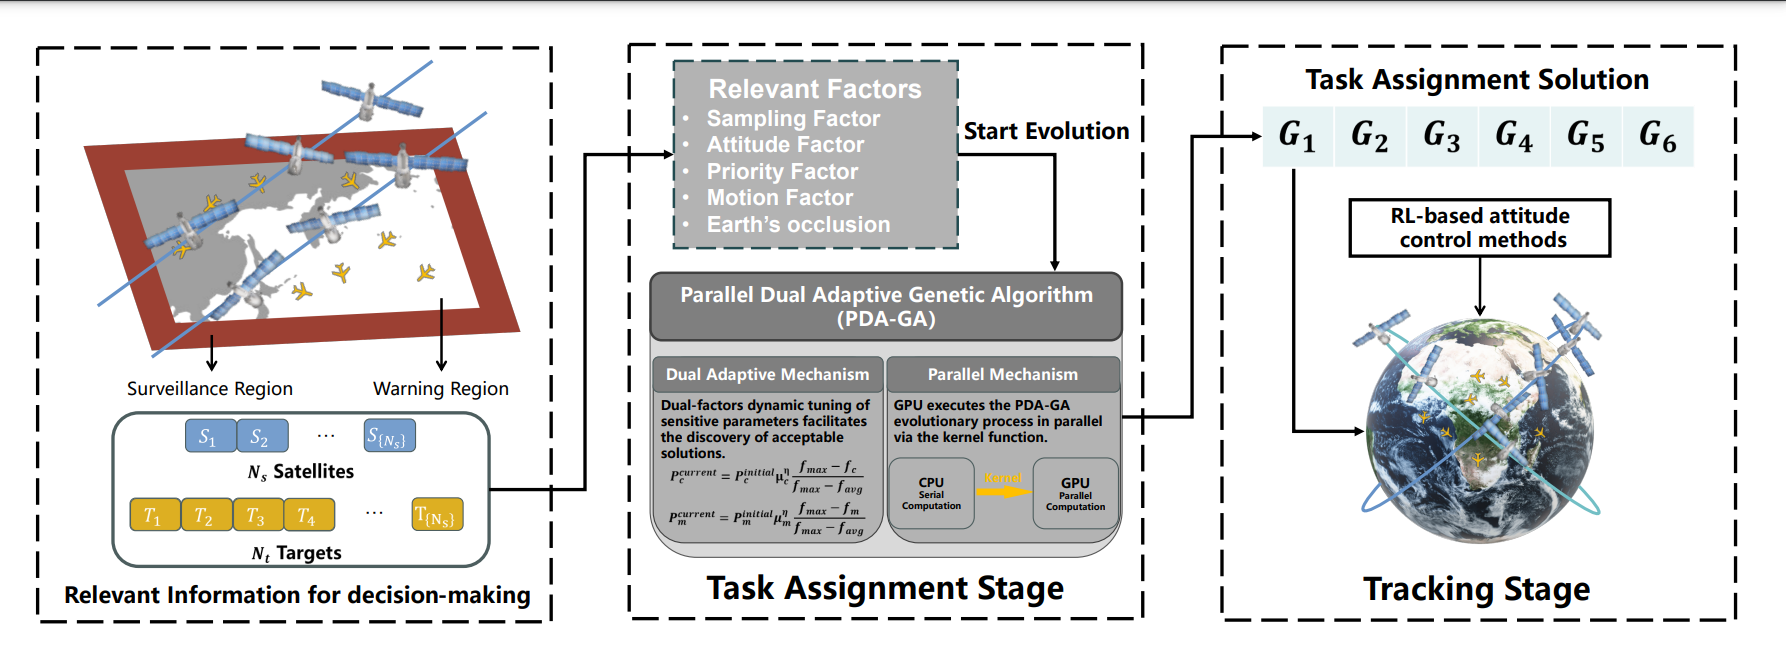 Surveillance Region
Warning Region
S_1 S_2 ... S_{N_s}
N_s Satellites
T_1 T_2 T_3 T_4 ... T_{N_s}
N_t Targets
Relevant Information for decision-making
Relevant Factors
• Sampling Factor
• Attitude Factor
• Priority Factor
• Motion Factor
• Earth's occlusion
Start Evolution
Parallel Dual Adaptive Genetic Algorithm
(PDA-GA)
Dual Adaptive Mechanism
Dual-factors dynamic tuning of
sensitive parameters facilitates
the discovery of acceptable
solutions.
P_c^{current} = P_c^{initial} μ_c^η \frac{f_{max} − f_c}{f_{max} − f_{avg}}
P_m^{current} = P_m^{initial} μ_m^η \frac{f_{max} − f_m}{f_{max} − f_{avg}}
Parallel Mechanism
GPU executes the PDA-GA
evolutionary process in parallel
via the kernel function.
CPU
Serial
Computation
Kernel
GPU
Parallel
Computation
Task Assignment Stage
Task Assignment Solution
G_1 G_2 G_3 G_4 G_5 G_6
RL-based attitude
control methods
Tracking Stage